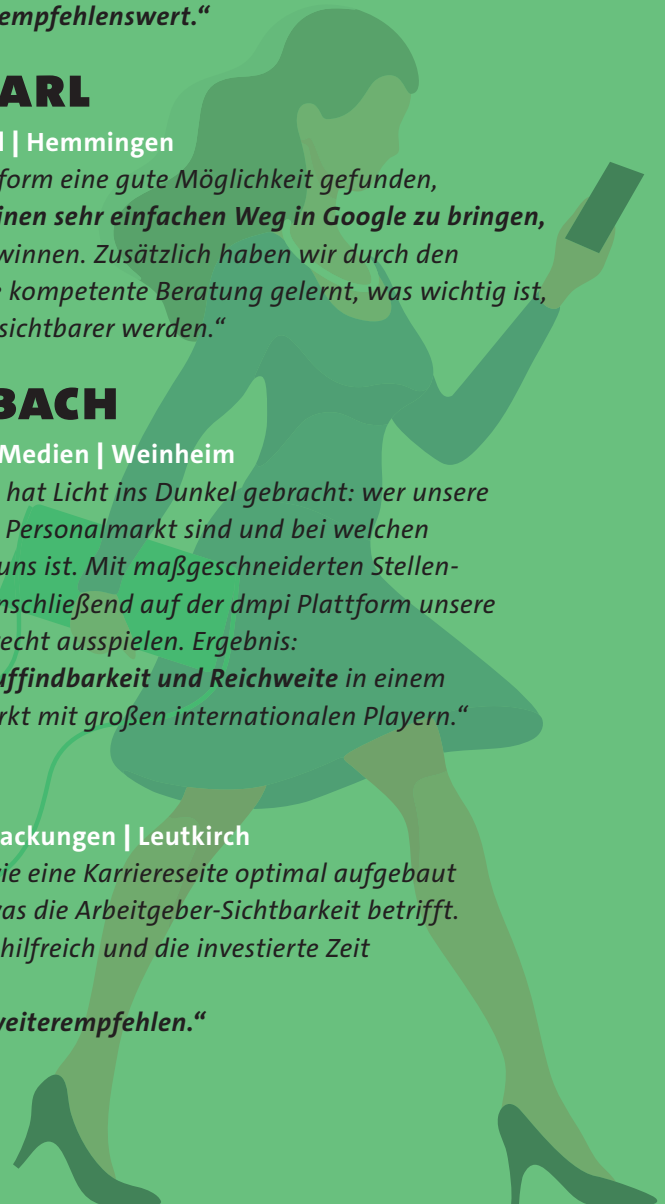 empfehlenswert.“
ARL
| Hemmingen
form eine gute Möglichkeit gefunden,
inen sehr einfachen Weg in Google zu bringen,
winnen. Zusätzlich haben wir durch den
e kompetente Beratung gelernt, was wichtig ist,
sichtbarer werden.“
BACH
Medien | Weinheim
hat Licht ins Dunkel gebracht: wer unsere
Personalmarkt sind und bei welchen
uns ist. Mit maßgeschneiderten Stellen-
nschließend auf der dmpi Plattform unsere
echt ausspielen. Ergebnis:
uffindbarkeit und Reichweite in einem
rkt mit großen internationalen Playern.“
ackungen | Leutkirch
ie eine Karriereseite optimal aufgebaut
as die Arbeitgeber-Sichtbarkeit betrifft.
hilfreich und die investierte Zeit
weiterempfehlen.“